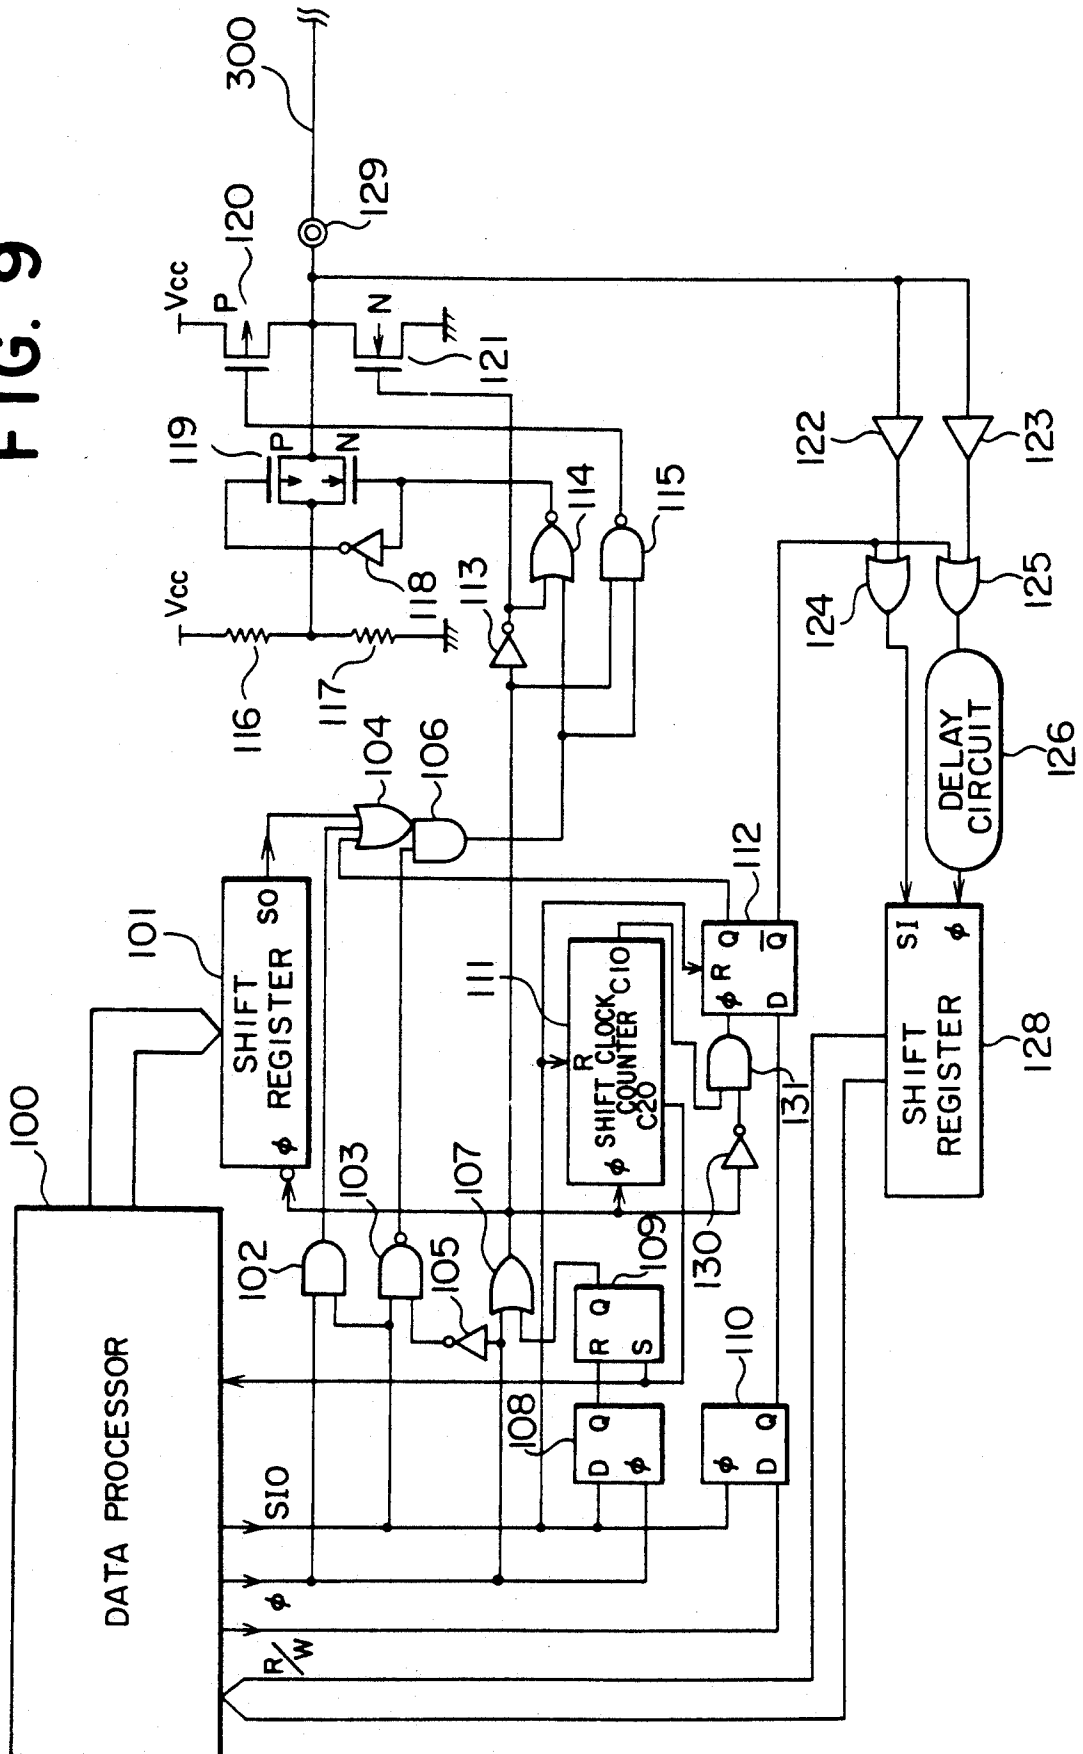 FIG. 9
100
DATA PROCESSOR
R/W
φ
SIO
101
SHIFT
REGISTER
φ
SO
102
103
104
105
106
107
108
D
Q
φ
109
R
Q
S
110
φ
D
Q
111
R
φ
SHIFT CLOCK
COUNTER
C10
C20
112
φ
R
Q
D
Q̅
113
114
115
Vcc
116
117
118
119
P
N
Vcc
P
120
N
121
129
300
122
123
124
125
DELAY
CIRCUIT
126
SHIFT
REGISTER
SI
φ
128
130
131